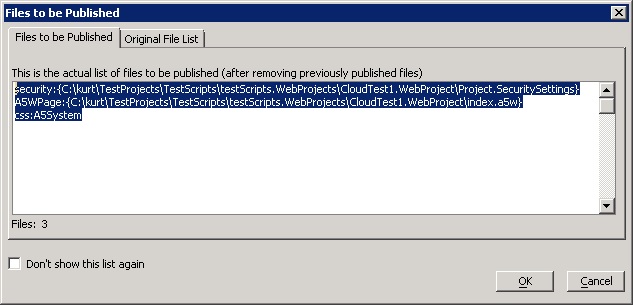 Files to be Published
Files to be Published
Original File List
This is the actual list of files to be published (after removing previously published files)
security:{C:\kurt\TestProjects\TestScripts\testScripts.WebProjects\CloudTest1.WebProject\Project.SecuritySettings}
A5WPage:{C:\kurt\TestProjects\TestScripts\testScripts.WebProjects\CloudTest1.WebProject\index.a5w}
css:A5System
Files: 3
Don't show this list again
OK
Cancel